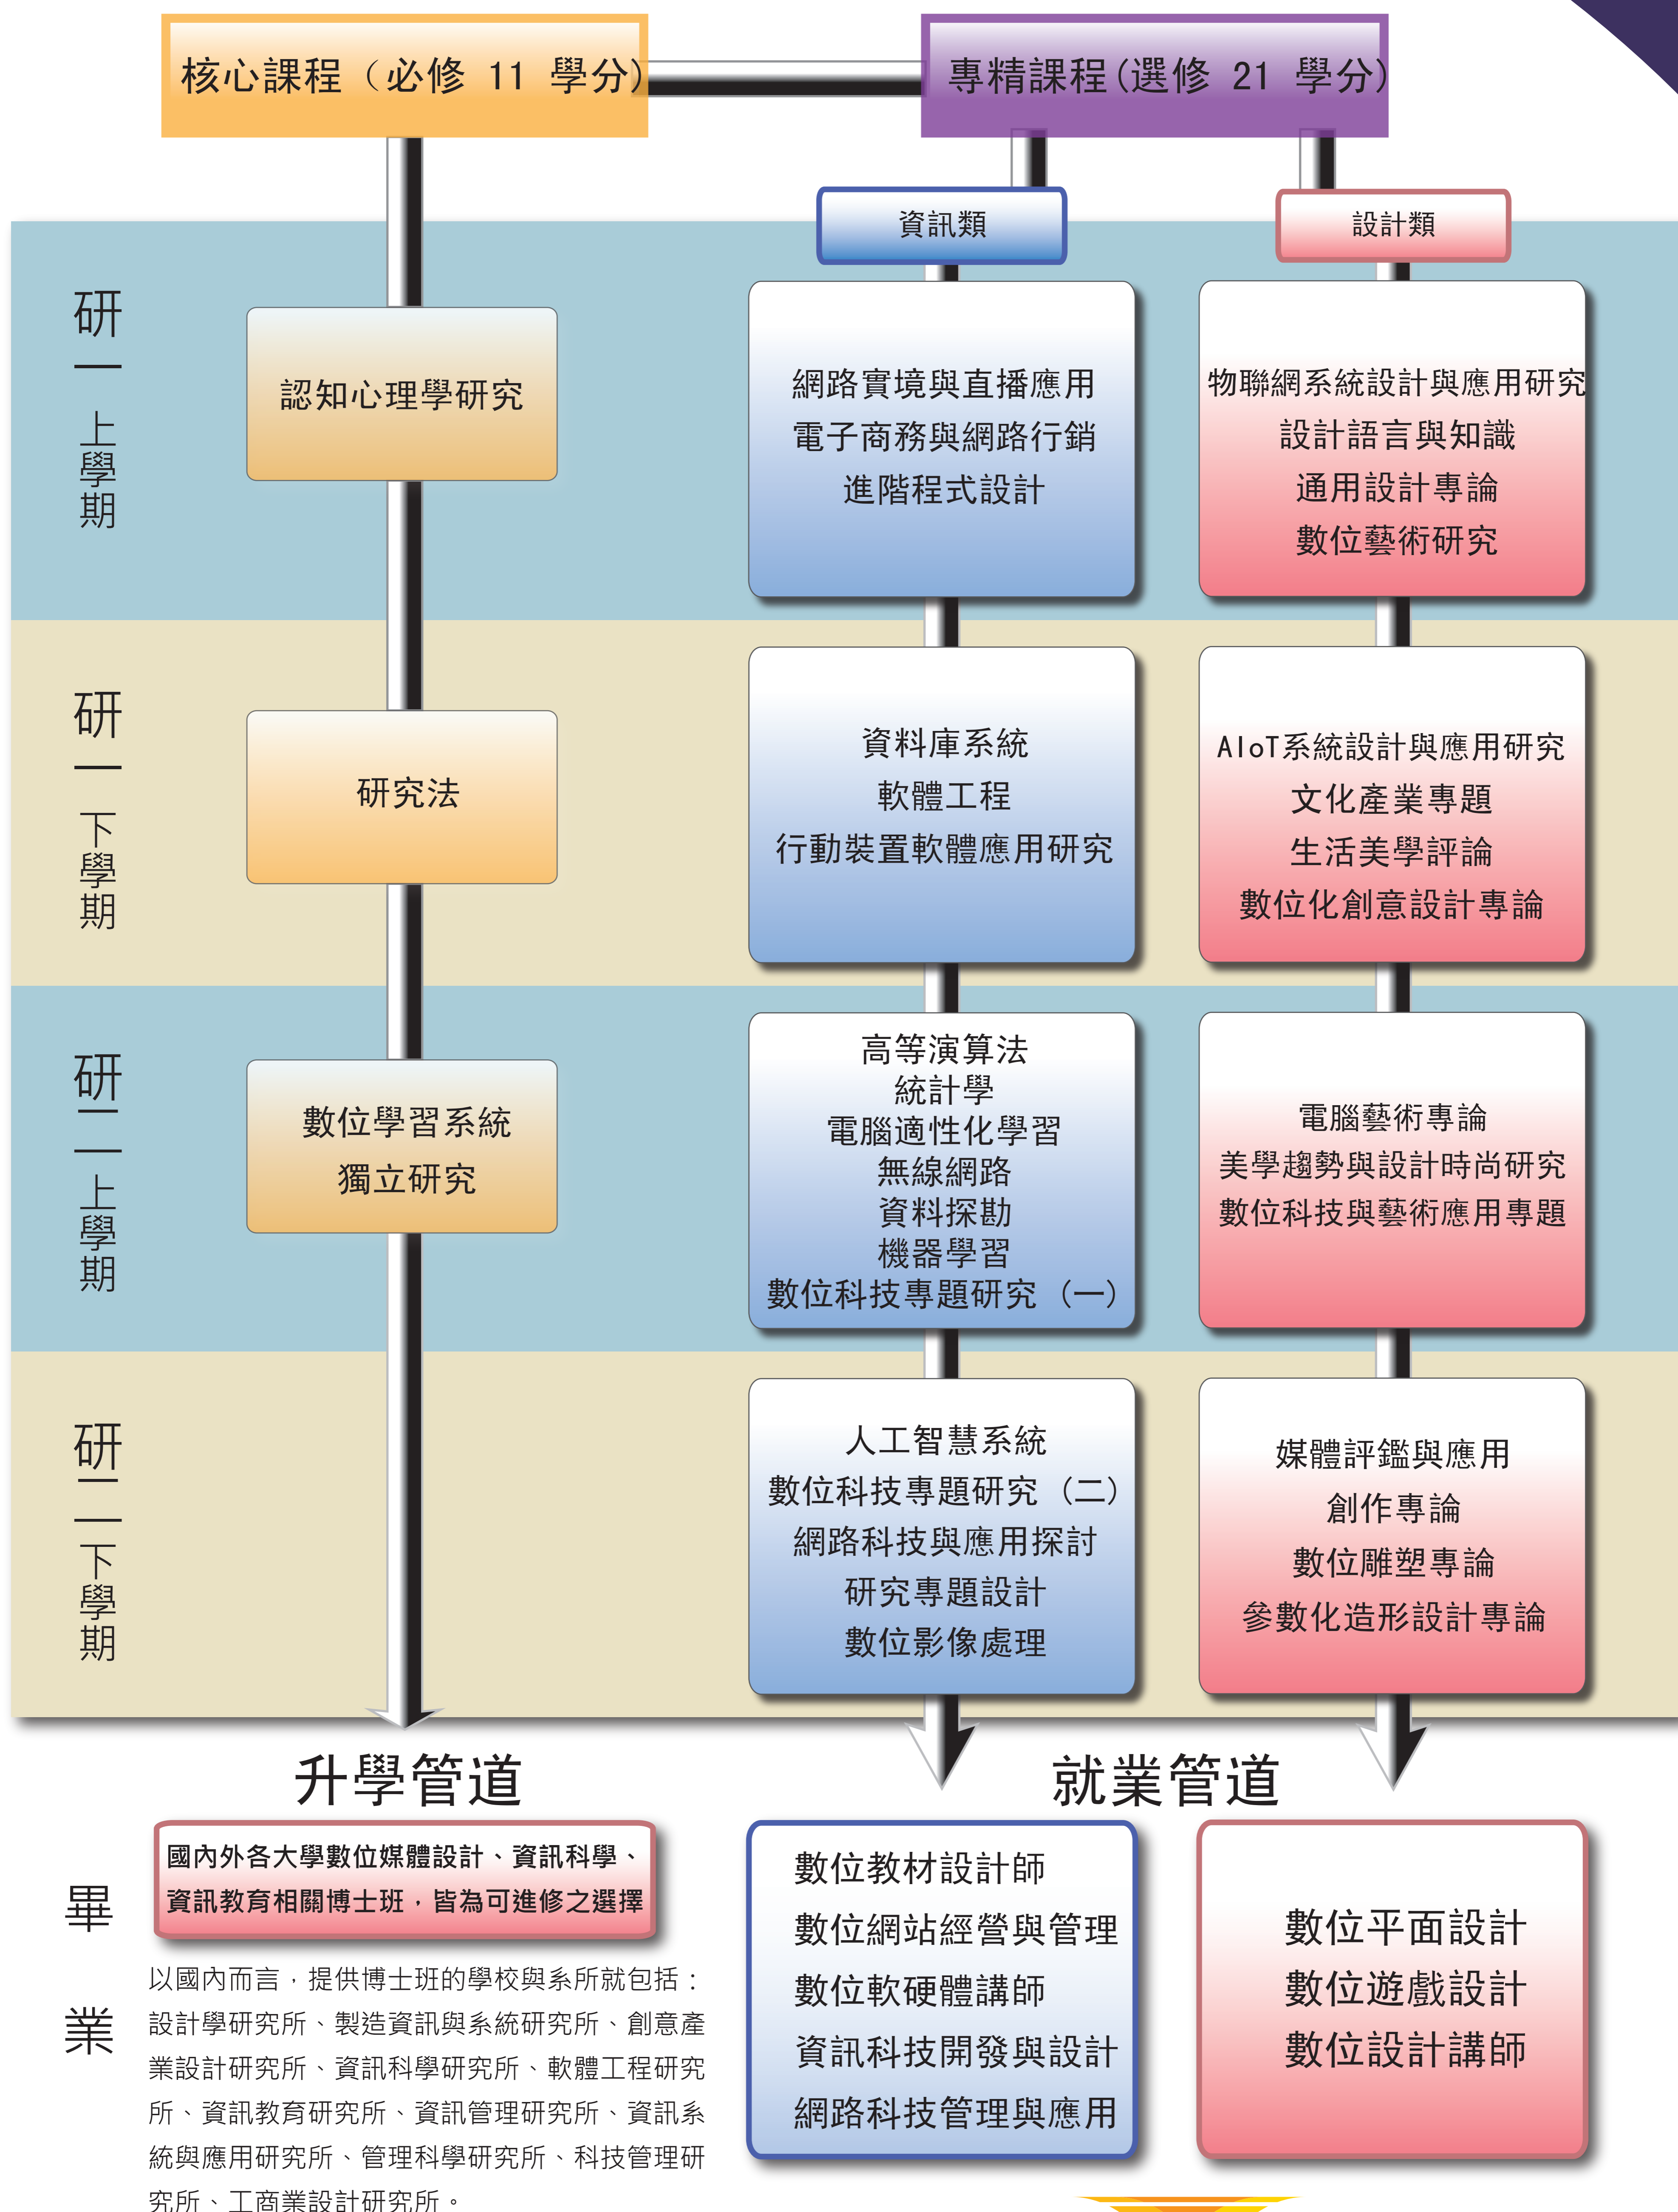 核心課程（必修 11 學分）
專精課程(選修 21 學分)
資訊類
設計類
研一上學期
認知心理學研究
網路實境與直播應用
電子商務與網路行銷
進階程式設計
物聯網系統設計與應用研究
設計語言與知識
通用設計專論
數位藝術研究
研一下學期
研究法
資料庫系統
軟體工程
行動裝置軟體應用研究
AIoT系統設計與應用研究
文化產業專題
生活美學評論
數位化創意設計專論
研二上學期
數位學習系統
獨立研究
高等演算法
統計學
電腦適性化學習
無線網路
資料探勘
機器學習
數位科技專題研究（一）
電腦藝術專論
美學趨勢與設計時尚研究
數位科技與藝術應用專題
研二下學期
人工智慧系統
數位科技專題研究（二）
網路科技與應用探討
研究專題設計
數位影像處理
媒體評鑑與應用
創作專論
數位雕塑專論
參數化造形設計專論
畢業
升學管道
國內外各大學數位媒體設計、資訊科學、
資訊教育相關博士班，皆為可進修之選擇
以國內而言，提供博士班的學校與系所就包括：
設計學研究所、製造資訊與系統研究所、創意產
業設計研究所、資訊科學研究所、軟體工程研究
所、資訊教育研究所、資訊管理研究所、資訊系
統與應用研究所、管理科學研究所、科技管理研
究所、工商業設計研究所。
就業管道
數位教材設計師
數位網站經營與管理
數位軟硬體講師
資訊科技開發與設計
網路科技管理與應用
數位平面設計
數位遊戲設計
數位設計講師